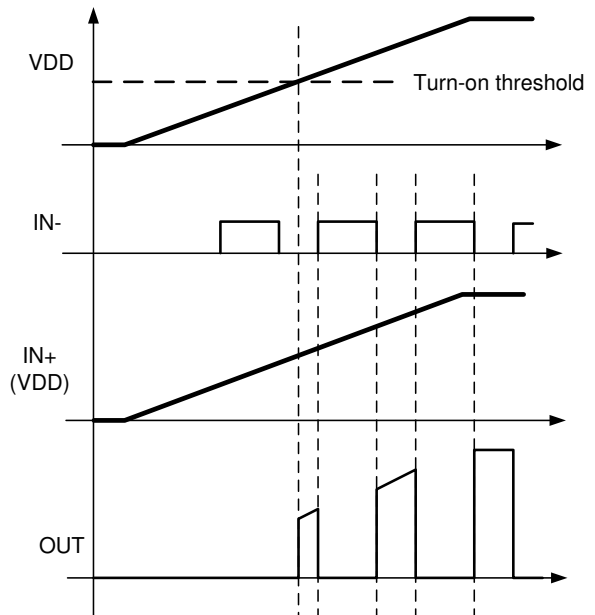 VDD
Turn-on threshold
IN-
IN+
(VDD)
OUT